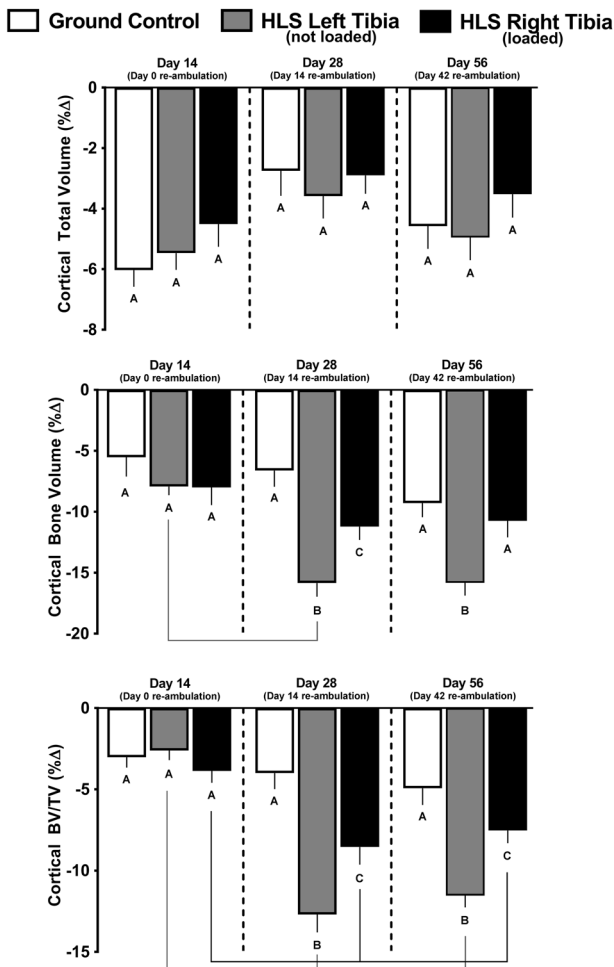 Ground Control HLS Left Tibia HLS Right Tibia
(not loaded) (loaded)
Day 14 Day 28 Day 56
(Day 0 re-ambulation) (Day 14 re-ambulation) (Day 42 re-ambulation)
Cortical Total Volume (%Δ)
0
-2
-4
-6
-8
A A A A A A A A A
Day 14 Day 28 Day 56
(Day 0 re-ambulation) (Day 14 re-ambulation) (Day 42 re-ambulation)
Cortical Bone Volume (%Δ)
0
-5
-10
-15
-20
A A A A B C A B A
Day 14 Day 28 Day 56
(Day 0 re-ambulation) (Day 14 re-ambulation) (Day 42 re-ambulation)
Cortical BV/TV (%Δ)
0
-5
-10
-15
A A A A B C A B C